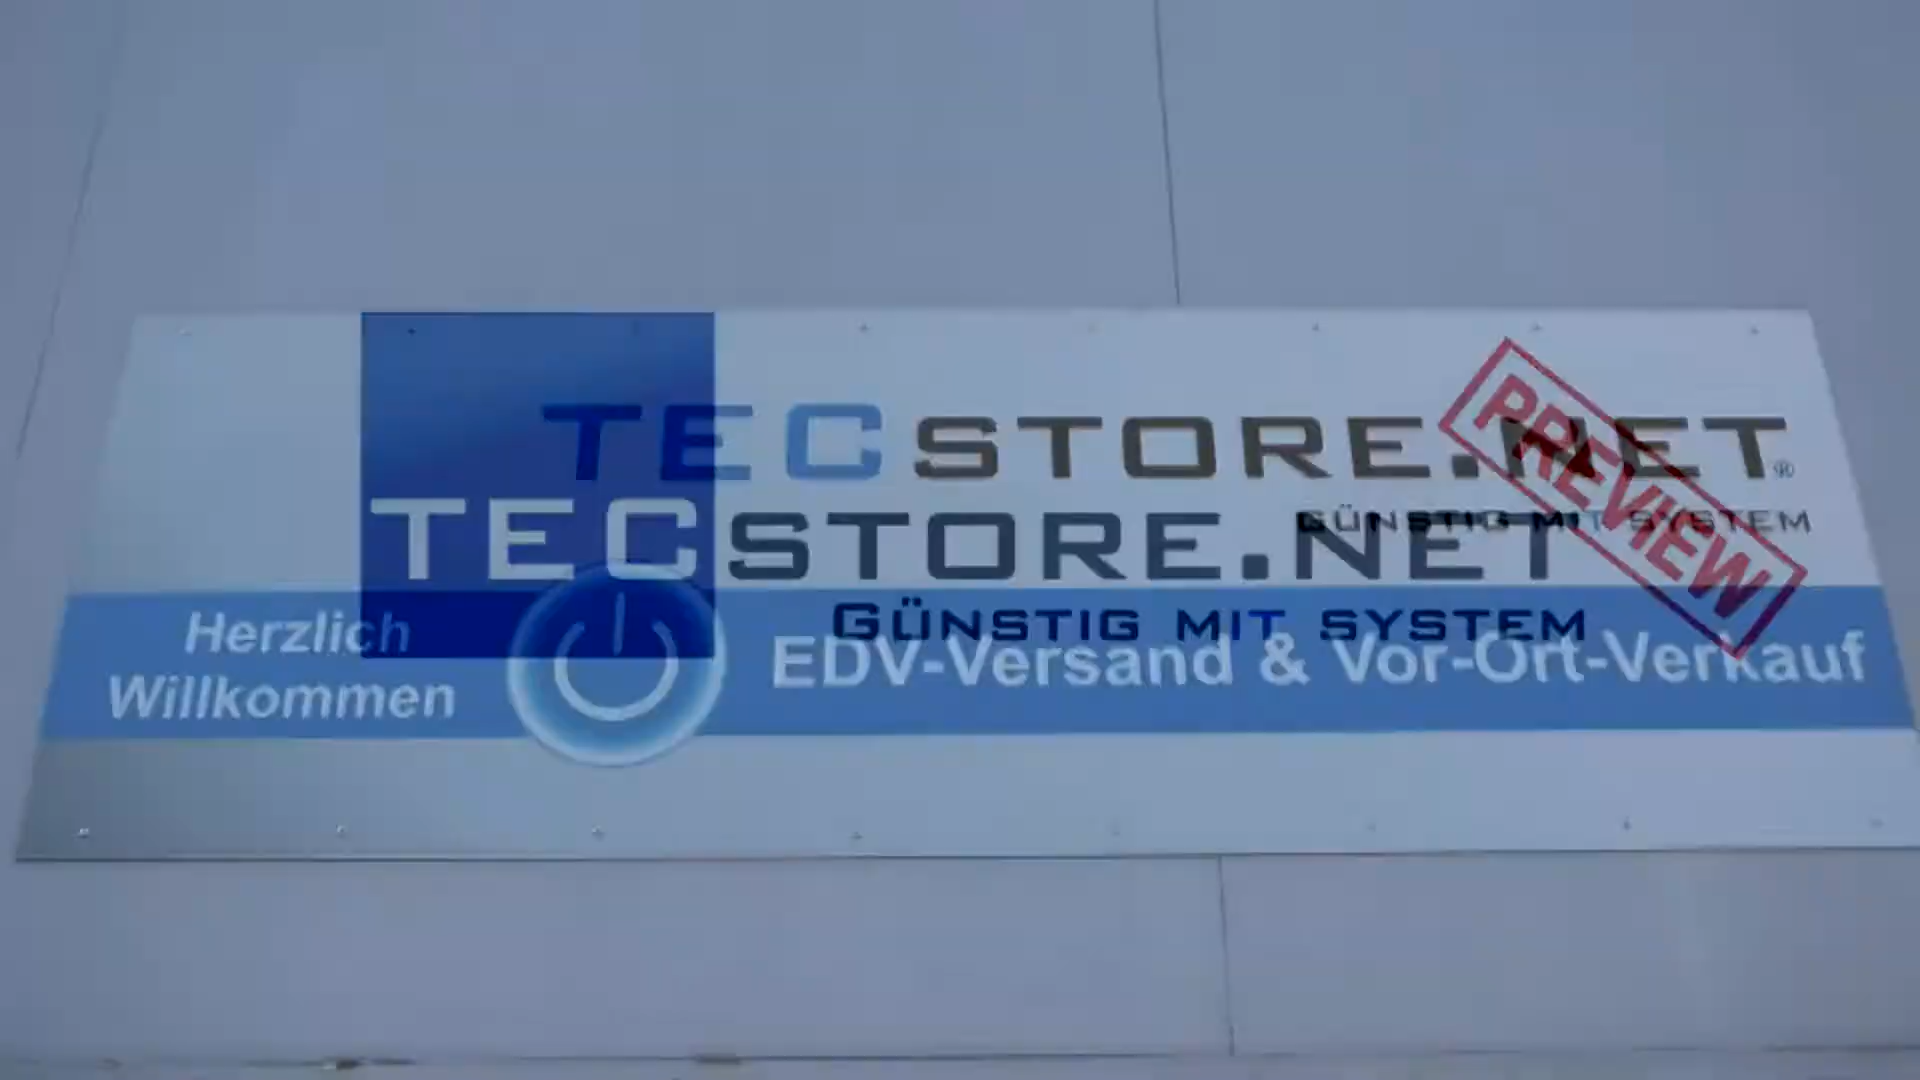 TECSTORE.NET®
GÜNSTIG MIT SYSTEM
PREVIEW
TECSTORE.NET
GÜNSTIG MIT SYSTEM
Herzlich
Willkommen
EDV-Versand & Vor-Ort-Verkauf